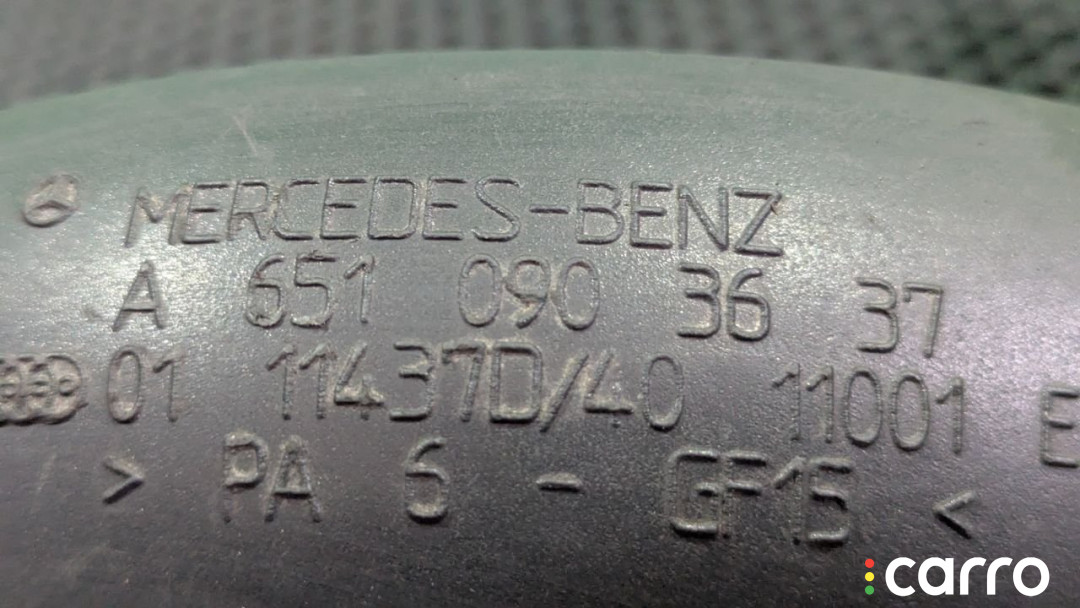 MERCEDES-BENZ
A 651 090 36 37
01 11437D/40 11001 E
> PA 6 - GF15 <
carro